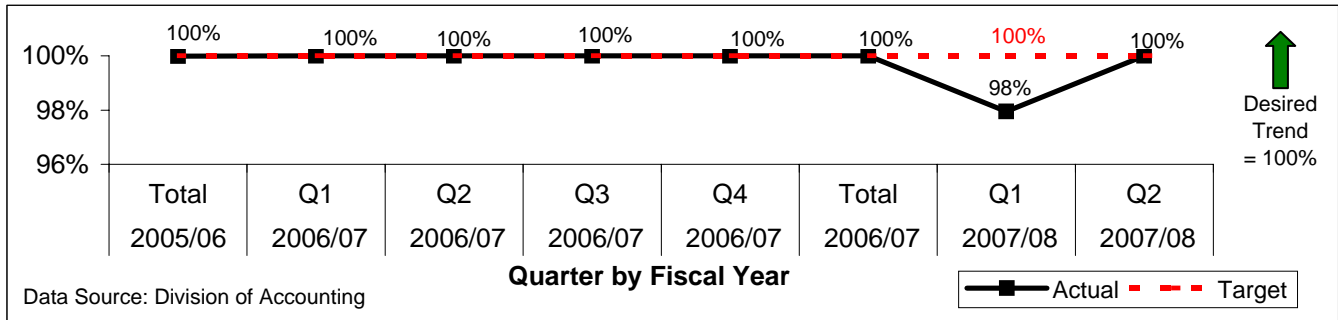 100% 100% 100% 100% 100% 100% 100% 100%
100%
98%
98%
96%
Desired
Trend
= 100%
Total Q1 Q2 Q3 Q4 Total Q1 Q2
2005/06 2006/07 2006/07 2006/07 2006/07 2006/07 2007/08 2007/08
Quarter by Fiscal Year
Data Source: Division of Accounting
Actual Target